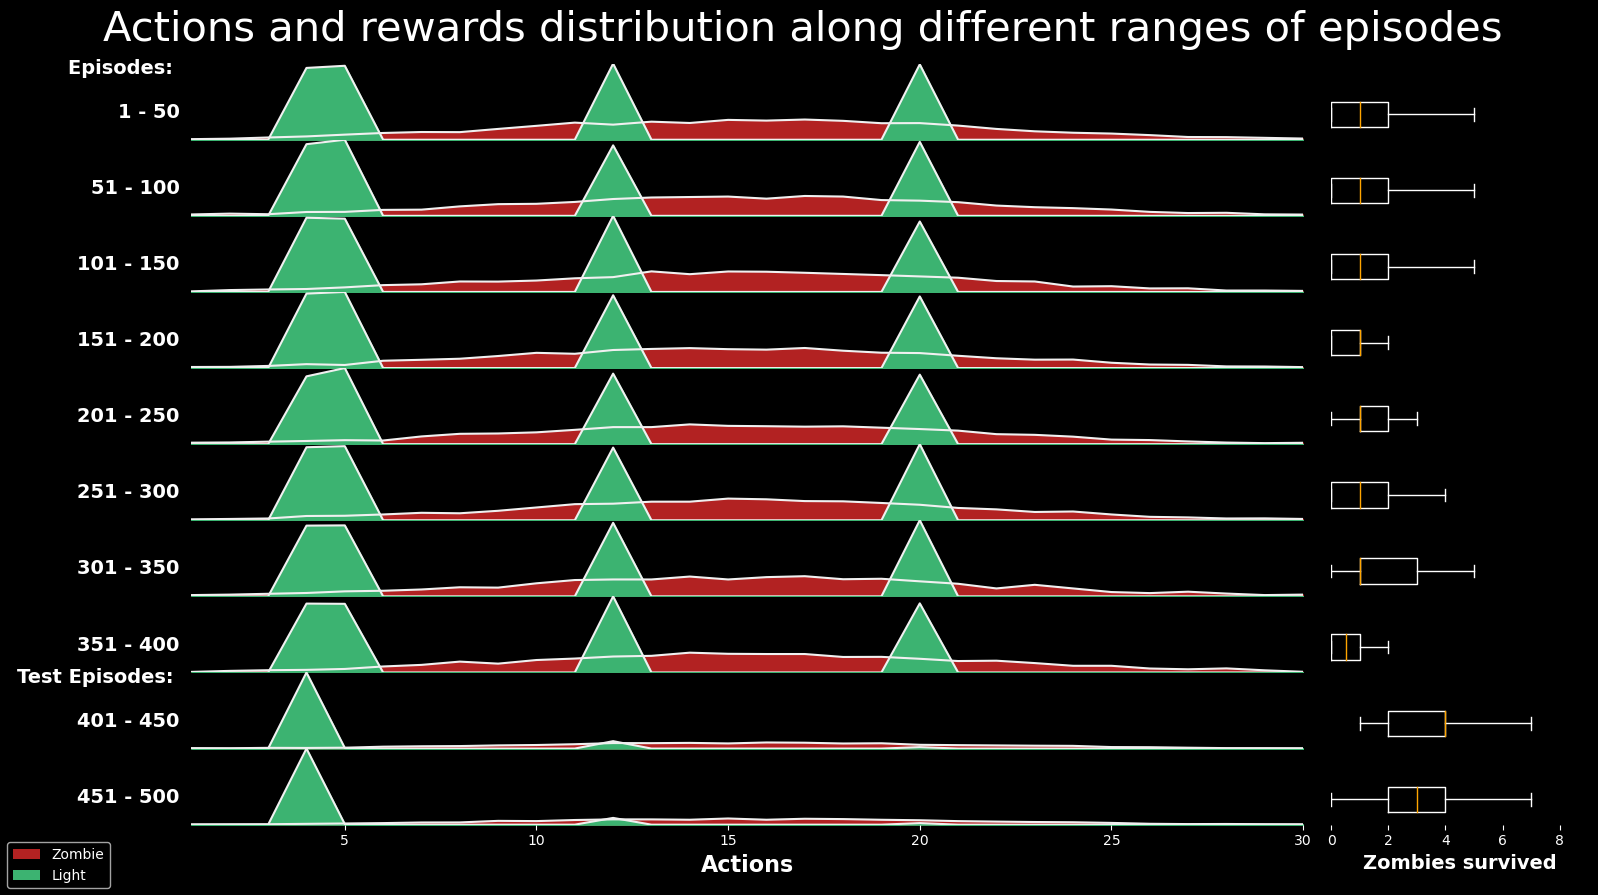 Actions and rewards distribution along different ranges of episodes
Episodes:
1 - 50
51 - 100
101 - 150
151 - 200
201 - 250
251 - 300
301 - 350
351 - 400
Test Episodes:
401 - 450
451 - 500
5 10 15 20 25 30
0 2 4 6 8
Actions
Zombies survived
Zombie
Light